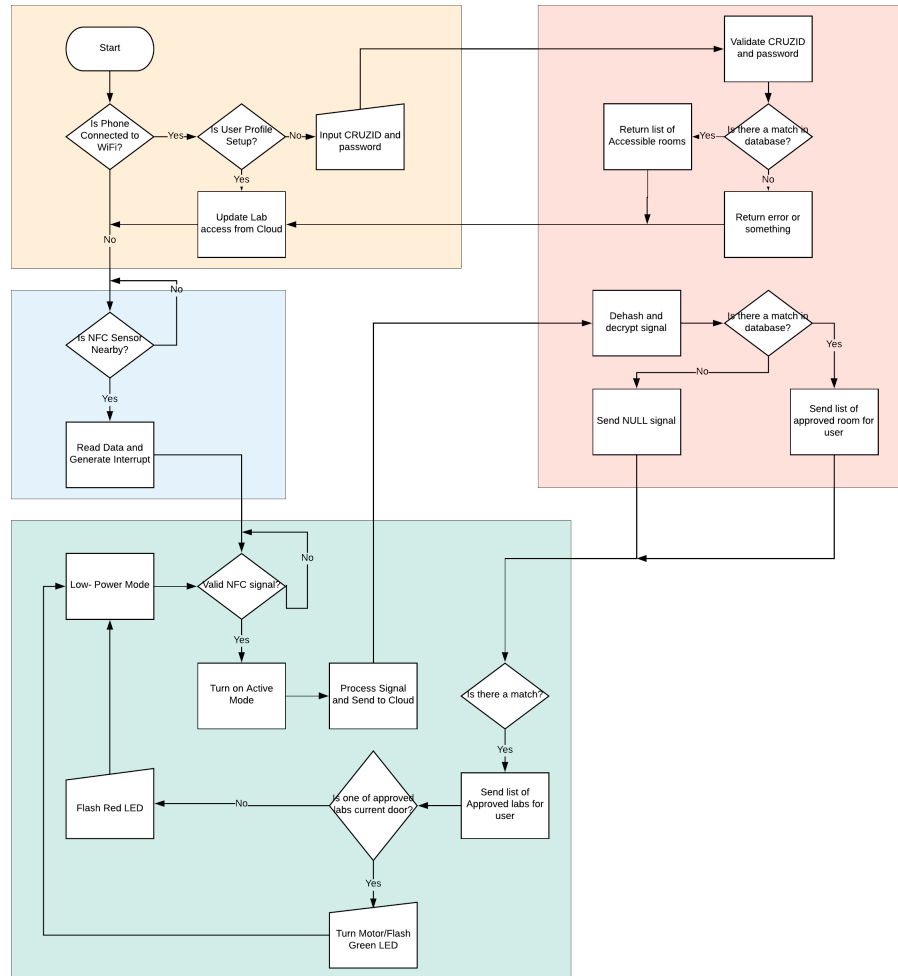 Start
Is Phone
Connected to
WiFi?
Yes
Is User Profile
Setup?
No
Input CRUZID and
password
Yes
Update Lab
access from Cloud
No
Validate CRUZID
and password
Is there a match in
database?
Yes
Return list of
Accessible rooms
No
Return error or
something
No
Is NFC Sensor
Nearby?
Yes
Read Data and
Generate Interrupt
Dehash and
decrypt signal
Is there a match in
database?
Yes
No
Send NULL signal
Send list of
approved room for
user
Low- Power Mode
Valid NFC signal?
No
Yes
Turn on Active
Mode
Process Signal
and Send to Cloud
Is there a match?
Yes
Send list of
Approved labs for
user
Is one of approved
labs current door?
No
Flash Red LED
Yes
Turn Motor/Flash
Green LED